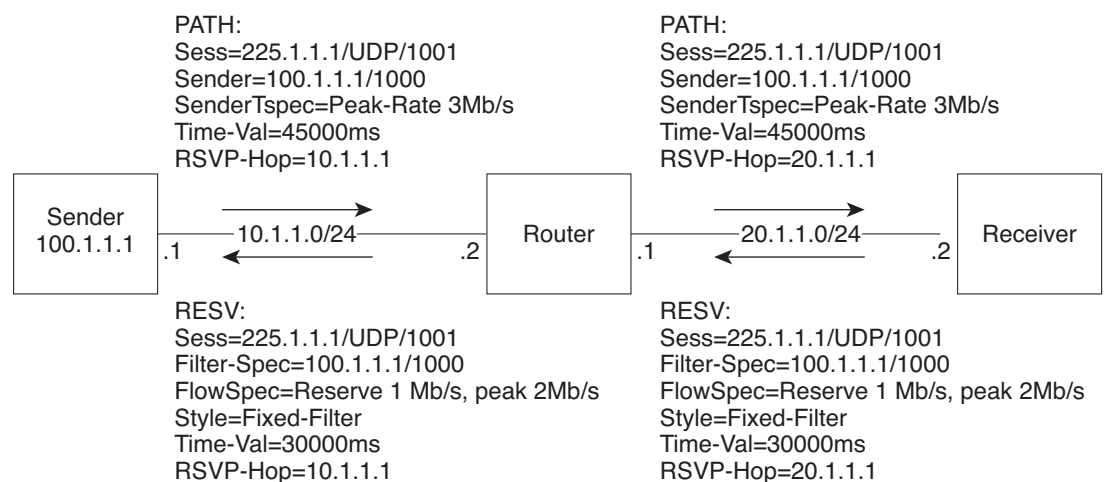 PATH:
Sess=225.1.1.1/UDP/1001
Sender=100.1.1.1/1000
SenderTspec=Peak-Rate 3Mb/s
Time-Val=45000ms
RSVP-Hop=10.1.1.1
PATH:
Sess=225.1.1.1/UDP/1001
Sender=100.1.1.1/1000
SenderTspec=Peak-Rate 3Mb/s
Time-Val=45000ms
RSVP-Hop=20.1.1.1
Sender
100.1.1.1
.1
10.1.1.0/24
.2
Router
.1
20.1.1.0/24
.2
Receiver
RESV:
Sess=225.1.1.1/UDP/1001
Filter-Spec=100.1.1.1/1000
FlowSpec=Reserve 1 Mb/s, peak 2Mb/s
Style=Fixed-Filter
Time-Val=30000ms
RSVP-Hop=10.1.1.1
RESV:
Sess=225.1.1.1/UDP/1001
Filter-Spec=100.1.1.1/1000
FlowSpec=Reserve 1 Mb/s, peak 2Mb/s
Style=Fixed-Filter
Time-Val=30000ms
RSVP-Hop=20.1.1.1